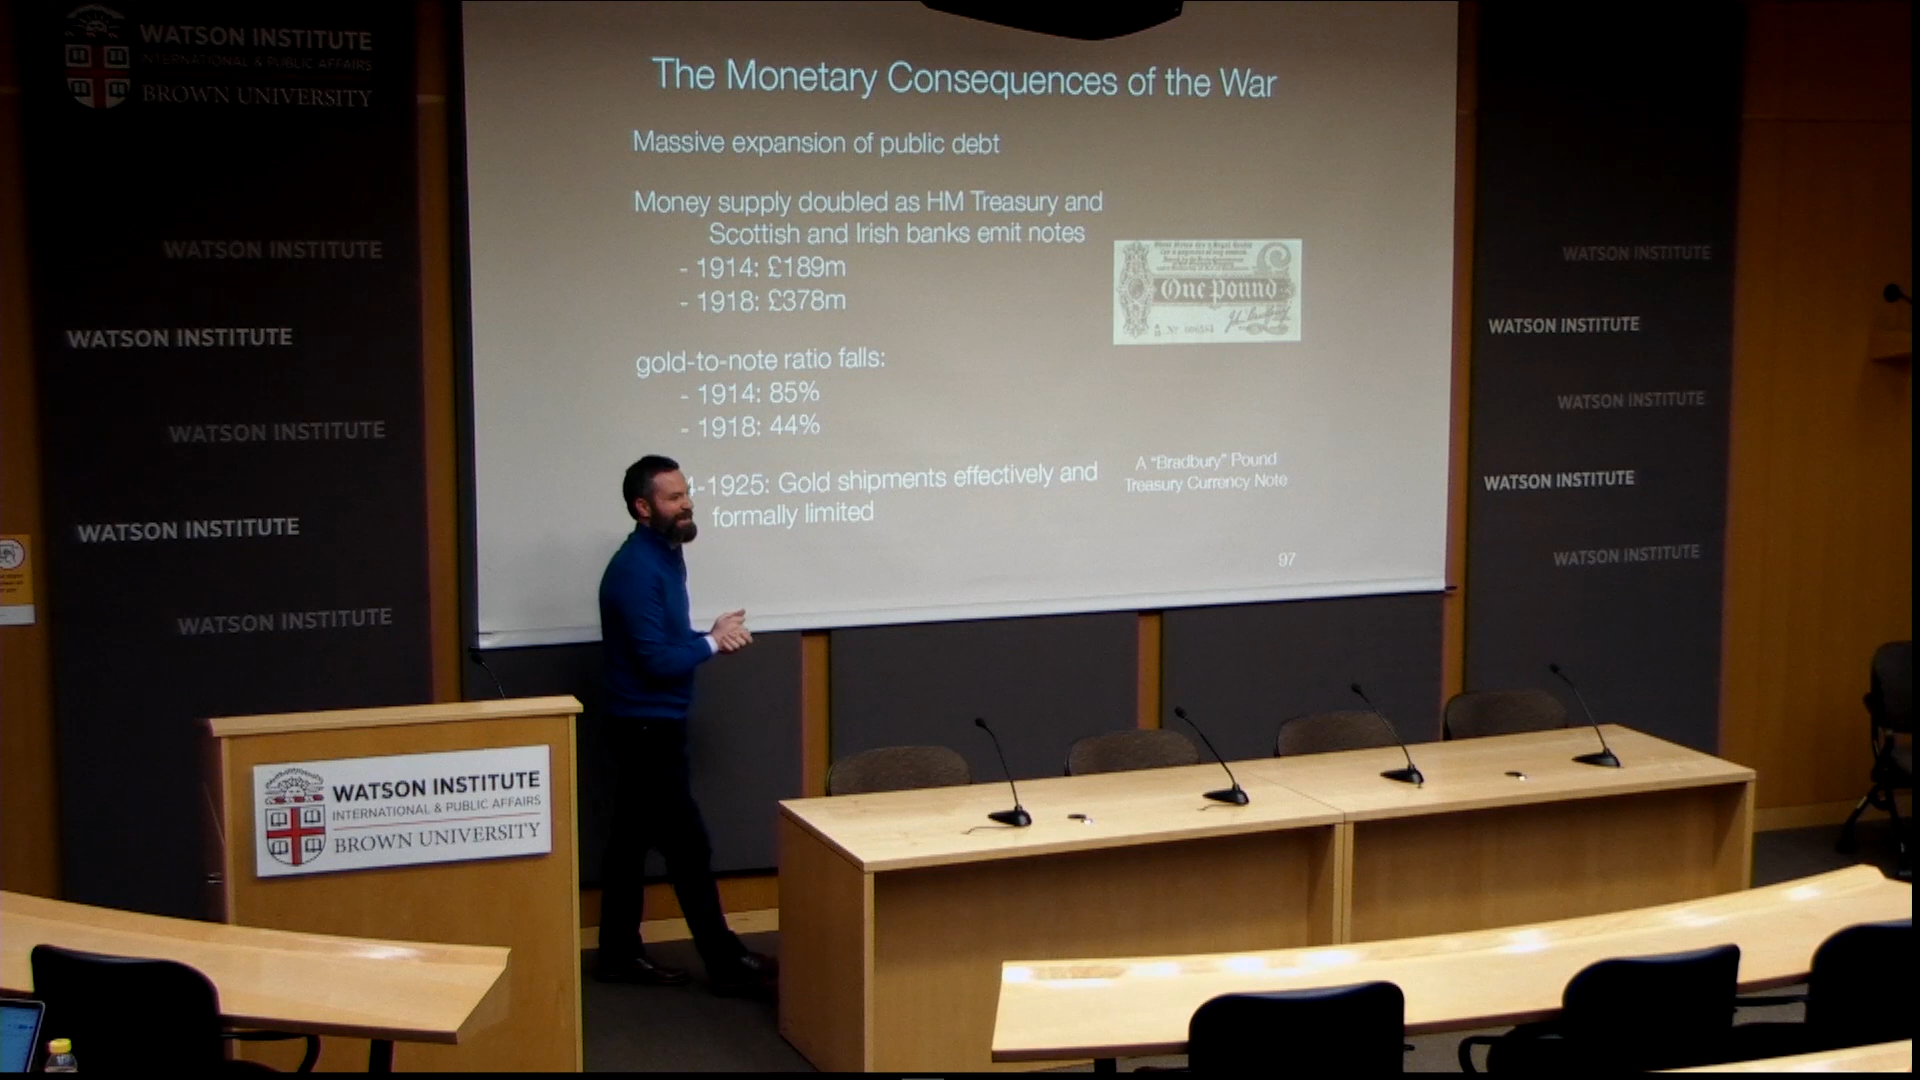 WATSON INSTITUTE
INTERNATIONAL & PUBLIC AFFAIRS
BROWN UNIVERSITY
WATSON INSTITUTE
WATSON INSTITUTE
WATSON INSTITUTE
WATSON INSTITUTE
WATSON INSTITUTE
The Monetary Consequences of the War
Massive expansion of public debt
Money supply doubled as HM Treasury and
Scottish and Irish banks emit notes
- 1914: £189m
- 1918: £378m
One Pound
gold-to-note ratio falls:
- 1914: 85%
- 1918: 44%
4-1925: Gold shipments effectively and
formally limited
A “Bradbury” Pound
Treasury Currency Note
97
WATSON INSTITUTE
WATSON INSTITUTE
WATSON INSTITUTE
WATSON INSTITUTE
WATSON INSTITUTE
WATSON INSTITUTE
INTERNATIONAL & PUBLIC AFFAIRS
BROWN UNIVERSITY